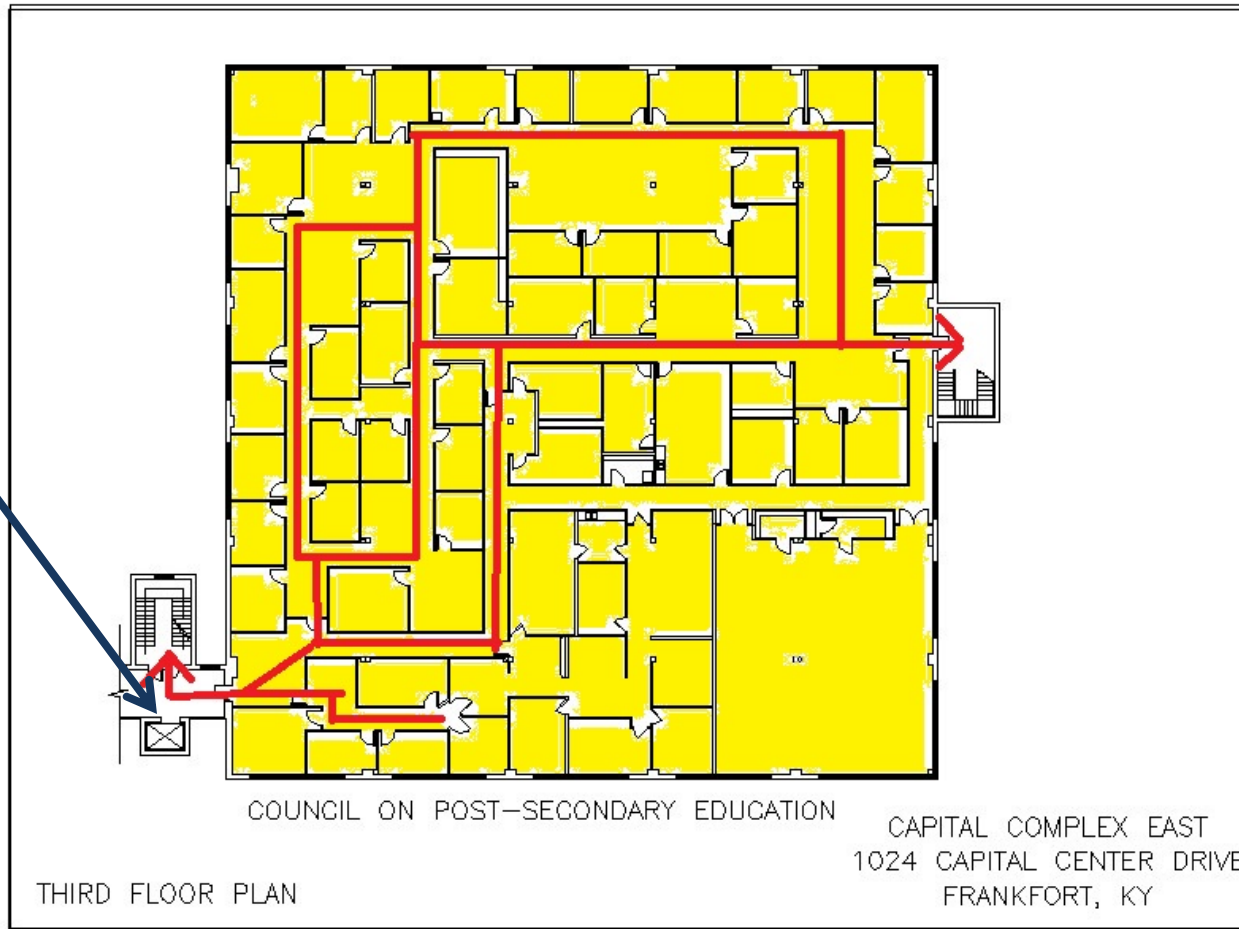 COUNCIL ON POST-SECONDARY EDUCATION
CAPITAL COMPLEX EAST
1024 CAPITAL CENTER DRIVE
FRANKFORT, KY
THIRD FLOOR PLAN